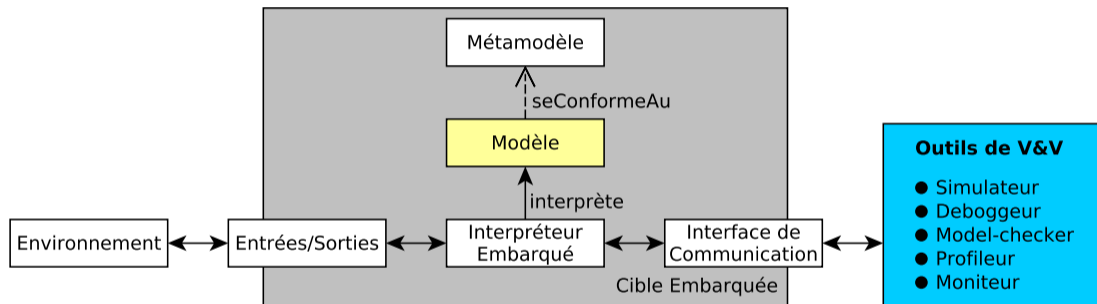 Métamodèle
seConformeAu
Modèle
interprète
Environnement
Entrées/Sorties
Interpréteur
Embarqué
Interface de
Communication
Cible Embarquée
Outils de V&V
● Simulateur
● Deboggeur
● Model-checker
● Profileur
● Moniteur